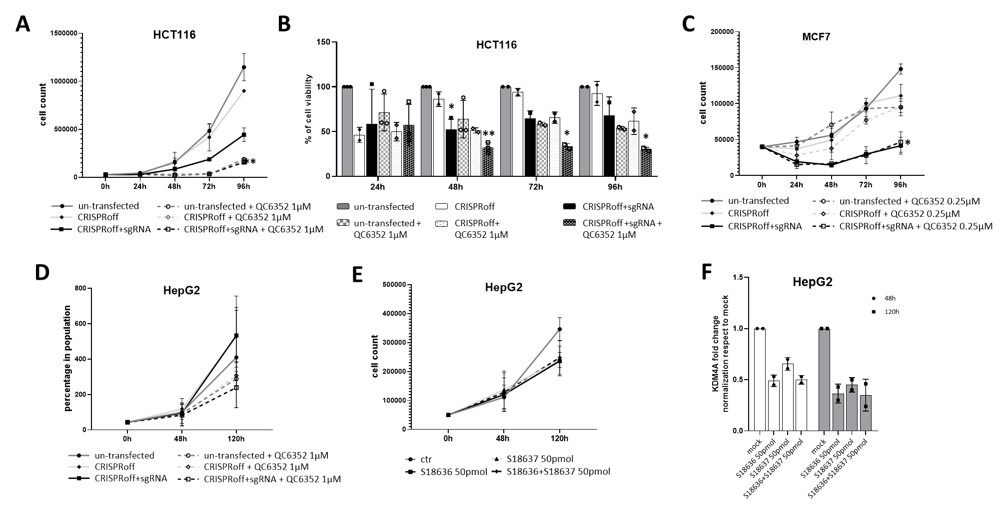 A
HCT116
1500000
1000000
500000
0
cell count
**
0h 24h 48h 72h 96h
un-transfected
CRISPRoff
CRISPRoff+sgRNA
un-transfected + QC6352 1µM
CRISPRoff + QC6352 1µM
CRISPRoff+sgRNA + QC6352 1µM
B
HCT116
150
100
50
0
% of cell viability
*
**
*
*
24h 48h 72h 96h
un-transfected
CRISPRoff
CRISPRoff+sgRNA
un-transfected +
QC6352 1µM
CRISPRoff+
QC6352 1µM
CRISPRoff+sgRNA +
QC6352 1µM
C
MCF7
200000
150000
100000
50000
0
cell count
*
0h 24h 48h 72h 96h
un-transfected
CRISPRoff
CRISPRoff+sgRNA
un-transfected + QC6352 0.25µM
CRISPRoff + QC6352 0.25µM
CRISPRoff+sgRNA + QC6352 0.25µM
D
HepG2
800
600
400
200
0
percentage in population
0h 48h 120h
un-transfected
CRISPRoff
CRISPRoff+sgRNA
un-transfected + QC6352 1µM
CRISPRoff + QC6352 1µM
CRISPRoff+sgRNA + QC6352 1µM
E
HepG2
500000
400000
300000
200000
100000
0
cell count
0h 48h 120h
ctr
S18636 50pmol
S18637 50pmol
S18636+S18637 50pmol
F
HepG2
1.5
1.0
0.5
0.0
KDM4A fold change
normalization respect to mock
48h
120h
mock
S18636 50pmol
S18637 50pmol
S18636+S18637 50pmol
mock
S18636 50pmol
S18637 50pmol
S18636+S18637 50pmol